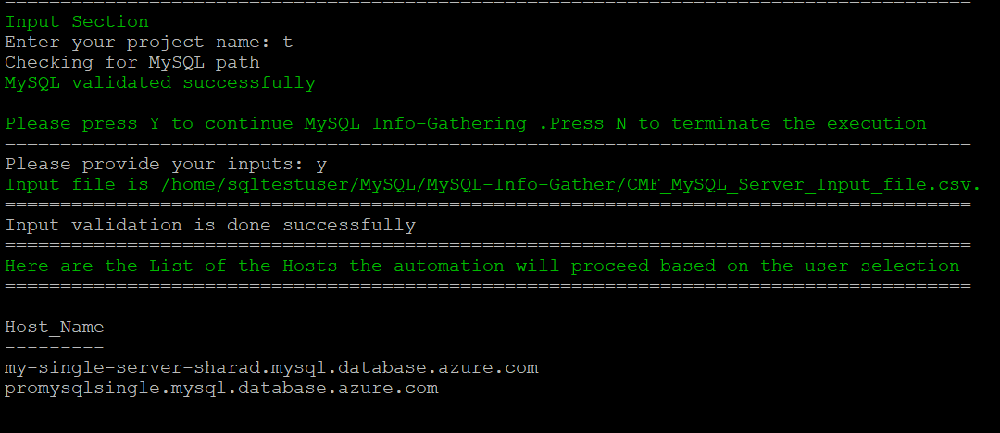 =======================================================================================
Input Section
Enter your project name: t
Checking for MySQL path
MySQL validated successfully
Please press Y to continue MySQL Info-Gathering .Press N to terminate the execution
=======================================================================================
Please provide your inputs: y
Input file is /home/sqltestuser/MySQL/MySQL-Info-Gather/CMF_MySQL_Server_Input_file.csv.
=======================================================================================
Input validation is done successfully
=======================================================================================
Here are the List of the Hosts the automation will proceed based on the user selection -
=======================================================================================
Host_Name
---------
my-single-server-sharad.mysql.database.azure.com
promysqlsingle.mysql.database.azure.com